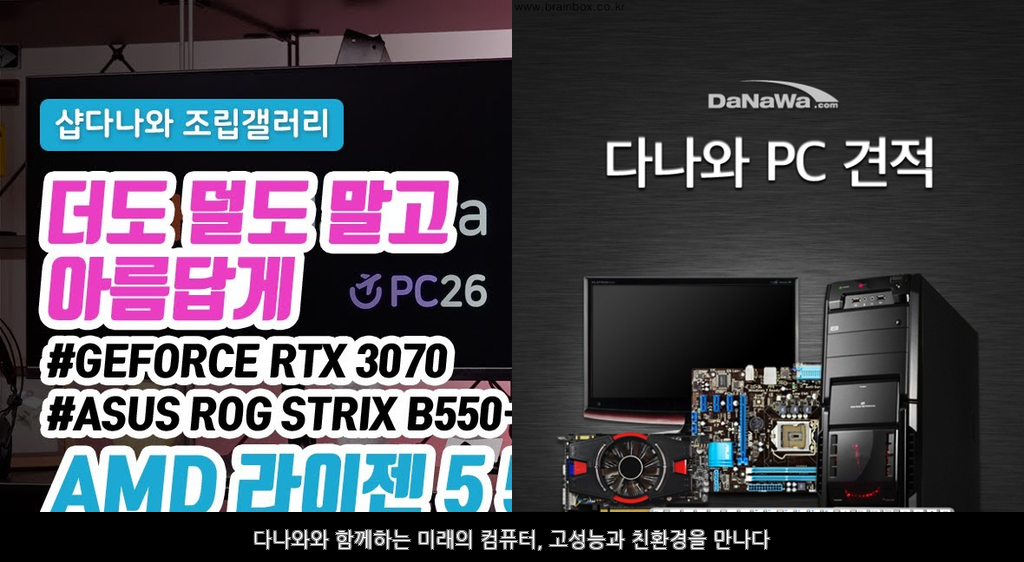 www.brainbox.co.kr
샵다나와 조립갤러리
더도 덜도 말고
아름답게
a
PC26
#GEFORCE RTX 3070
#ASUS ROG STRIX B550-
AMD 라이젠 5 5
DaNaWa.com
다나와 PC 견적
다나와와 함께하는 미래의 컴퓨터, 고성능과 친환경을 만나다